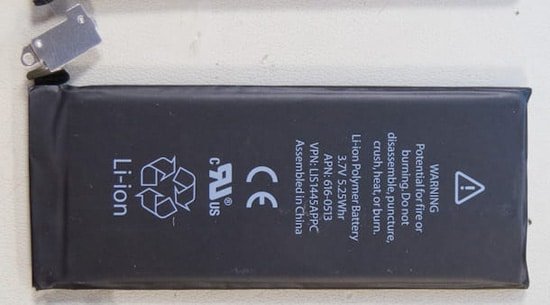 WARNING
Potential for fire or
burning. Do not
disassemble, puncture,
crush, heat, or burn.
Li-ion Polymer Battery
3.7V 5.25Whr
APN: 616-0513
VPN: LIS1445APPC
Assembled in China
CE
c RU us
Li-ion